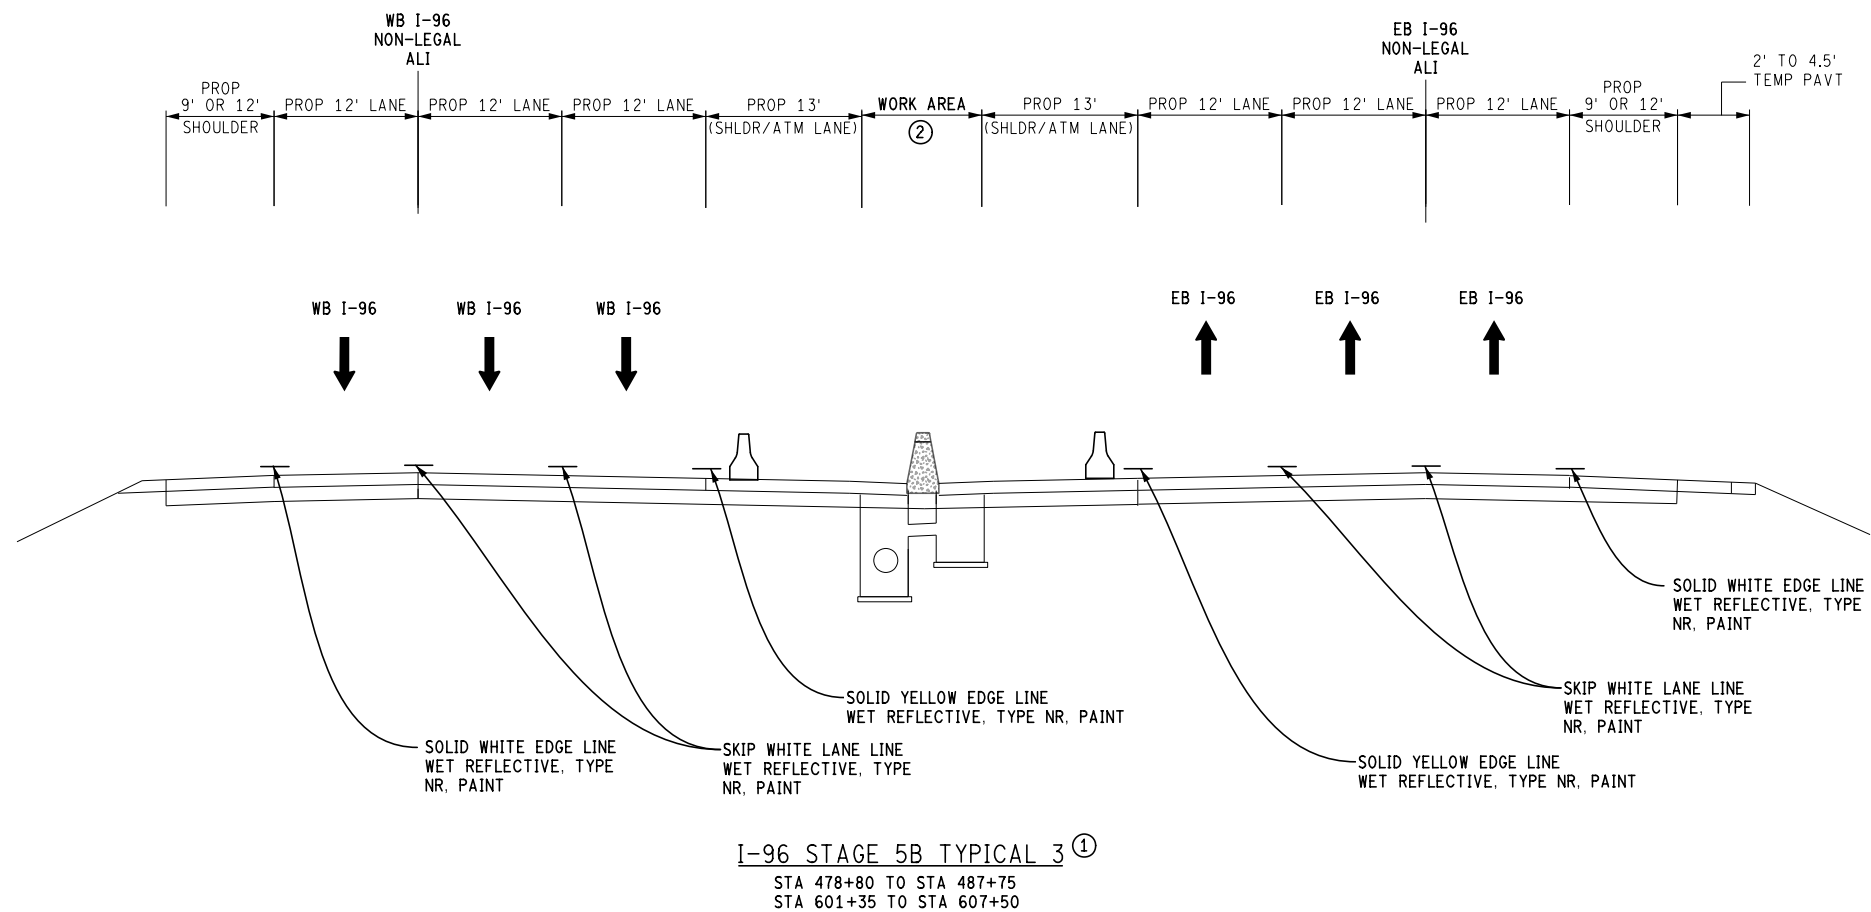 WB I-96
NON-LEGAL
ALI
EB I-96
NON-LEGAL
ALI
2' TO 4.5'
TEMP PAVT
PROP
9' OR 12'
SHOULDER
PROP 12' LANE
PROP 12' LANE
PROP 12' LANE
PROP 13'
(SHLDR/ATM LANE)
WORK AREA
2
PROP 13'
(SHLDR/ATM LANE)
PROP 12' LANE
PROP 12' LANE
PROP 12' LANE
PROP
9' OR 12'
SHOULDER
WB I-96
WB I-96
WB I-96
EB I-96
EB I-96
EB I-96
SOLID WHITE EDGE LINE
WET REFLECTIVE, TYPE
NR, PAINT
SKIP WHITE LANE LINE
WET REFLECTIVE, TYPE
NR, PAINT
SOLID YELLOW EDGE LINE
WET REFLECTIVE, TYPE NR, PAINT
SOLID YELLOW EDGE LINE
WET REFLECTIVE, TYPE NR, PAINT
SKIP WHITE LANE LINE
WET REFLECTIVE, TYPE
NR, PAINT
SOLID WHITE EDGE LINE
WET REFLECTIVE, TYPE
NR, PAINT
I-96 STAGE 5B TYPICAL 3 1
STA 478+80 TO STA 487+75
STA 601+35 TO STA 607+50